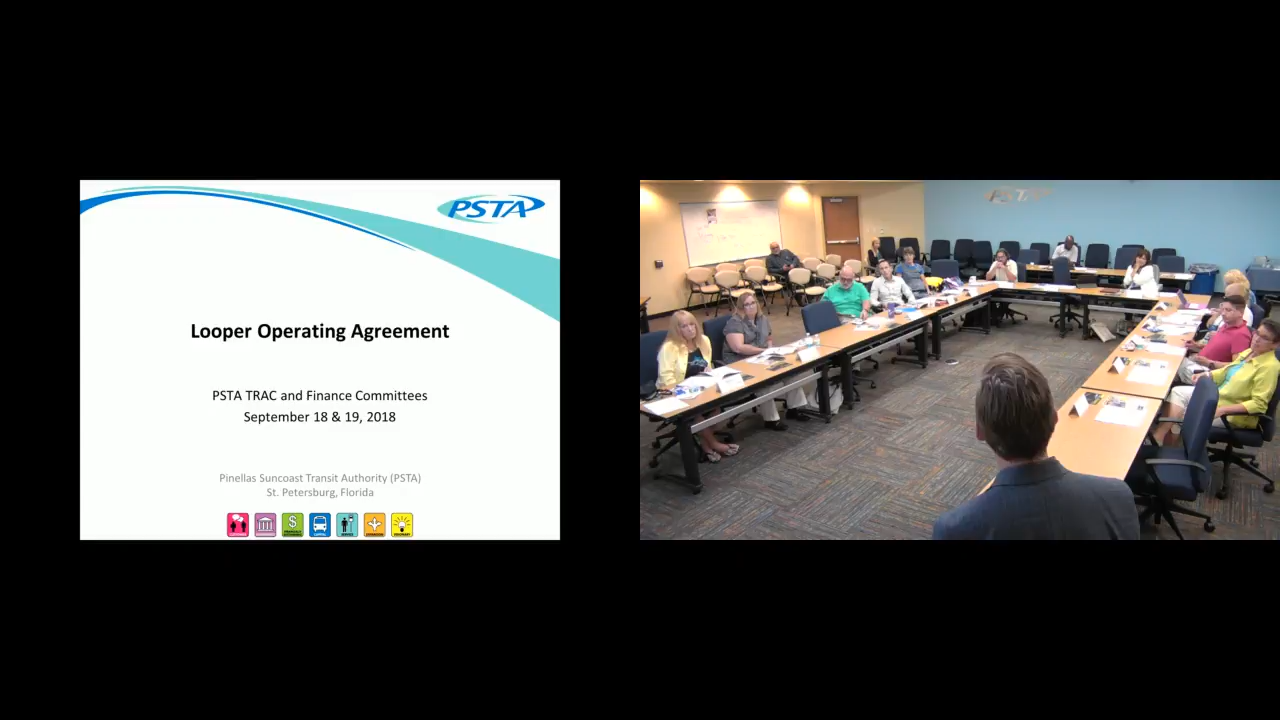 PSTA
Looper Operating Agreement
PSTA TRAC and Finance Committees
September 18 & 19, 2018
Pinellas Suncoast Transit Authority (PSTA)
St. Petersburg, Florida
PSTA